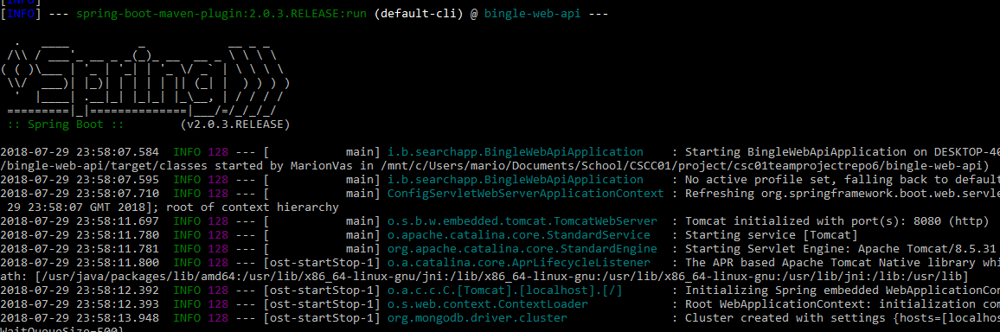 [INFO]
[INFO] --- spring-boot-maven-plugin:2.0.3.RELEASE:run (default-cli) @ bingle-web-api ---
  .   ____          _            __ _ _
 /\\ / ___'_ __ _ _(_)_ __  __ _ \ \ \ \
( ( )\___ | '_ | '_| | '_ \/ _` | \ \ \ \
 \\/  ___)| |_)| | | | | || (_| |  ) ) ) )
  '  |____| .__|_| |_|_| |_\__, | / / / /
 =========|_|==============|___/=/_/_/_/
 :: Spring Boot ::        (v2.0.3.RELEASE)
2018-07-29 23:58:07.584  INFO 128 --- [           main] i.b.searchapp.BingleWebApiApplication    : Starting BingleWebApiApplication on DESKTOP-40
/bingle-web-api/target/classes started by MarionVas in /mnt/c/Users/mario/Documents/School/CSCC01/project/csc01teamprojectrepo6/bingle-web-api)
2018-07-29 23:58:07.595  INFO 128 --- [           main] i.b.searchapp.BingleWebApiApplication    : No active profile set, falling back to default
2018-07-29 23:58:07.710  INFO 128 --- [           main] ConfigServletWebServerApplicationContext : Refreshing org.springframework.boot.web.servle
 29 23:58:07 GMT 2018]; root of context hierarchy
2018-07-29 23:58:11.697  INFO 128 --- [           main] o.s.b.w.embedded.tomcat.TomcatWebServer  : Tomcat initialized with port(s): 8080 (http)
2018-07-29 23:58:11.780  INFO 128 --- [           main] o.apache.catalina.core.StandardService   : Starting service [Tomcat]
2018-07-29 23:58:11.781  INFO 128 --- [           main] org.apache.catalina.core.StandardEngine  : Starting Servlet Engine: Apache Tomcat/8.5.31
2018-07-29 23:58:11.800  INFO 128 --- [ost-startStop-1] o.a.catalina.core.AprLifecycleListener   : The APR based Apache Tomcat Native library whi
ath: [/usr/java/packages/lib/amd64:/usr/lib/x86_64-linux-gnu/jni:/lib/x86_64-linux-gnu:/usr/lib/x86_64-linux-gnu:/usr/lib/jni:/lib:/usr/lib]
2018-07-29 23:58:12.392  INFO 128 --- [ost-startStop-1] o.a.c.c.C.[Tomcat].[localhost].[/]       : Initializing Spring embedded WebApplicationCon
2018-07-29 23:58:12.393  INFO 128 --- [ost-startStop-1] o.s.web.context.ContextLoader            : Root WebApplicationContext: initialization com
2018-07-29 23:58:13.948  INFO 128 --- [ost-startStop-1] org.mongodb.driver.cluster               : Cluster created with settings {hosts=[localhos
WaitQueueSize=500}